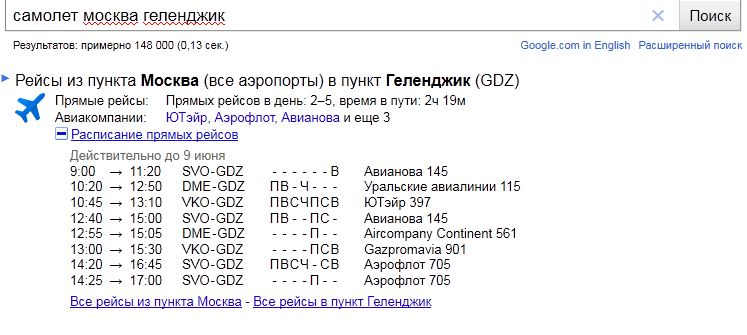 самолет москва геленджик
Поиск
Результатов: примерно 148 000 (0,13 сек.)
Google.com in English Расширенный поиск
Рейсы из пункта Москва (все аэропорты) в пункт Геленджик (GDZ)
Прямые рейсы: Прямых рейсов в день: 2–5, время в пути: 2ч 19м
Авиакомпании: ЮТэйр, Аэрофлот, Авианова и еще 3
Расписание прямых рейсов
Действительно до 9 июня
9:00 → 11:20 SVO-GDZ - - - - - - В Авианова 145
10:20 → 12:50 DME-GDZ ПВ - Ч - - - Уральские авиалинии 115
10:45 → 13:10 VKO-GDZ ПВСЧПСВ ЮТэйр 397
12:40 → 15:00 SVO-GDZ ПВ - - ПС - Авианова 145
12:55 → 15:05 DME-GDZ - - - - П - - Aircompany Continent 561
13:00 → 15:30 VKO-GDZ - - - - ПСВ Gazpromavia 901
14:20 → 16:45 SVO-GDZ ПВСЧ - СВ Аэрофлот 705
14:25 → 17:00 SVO-GDZ - - - - П - - Аэрофлот 705
Все рейсы из пункта Москва - Все рейсы в пункт Геленджик